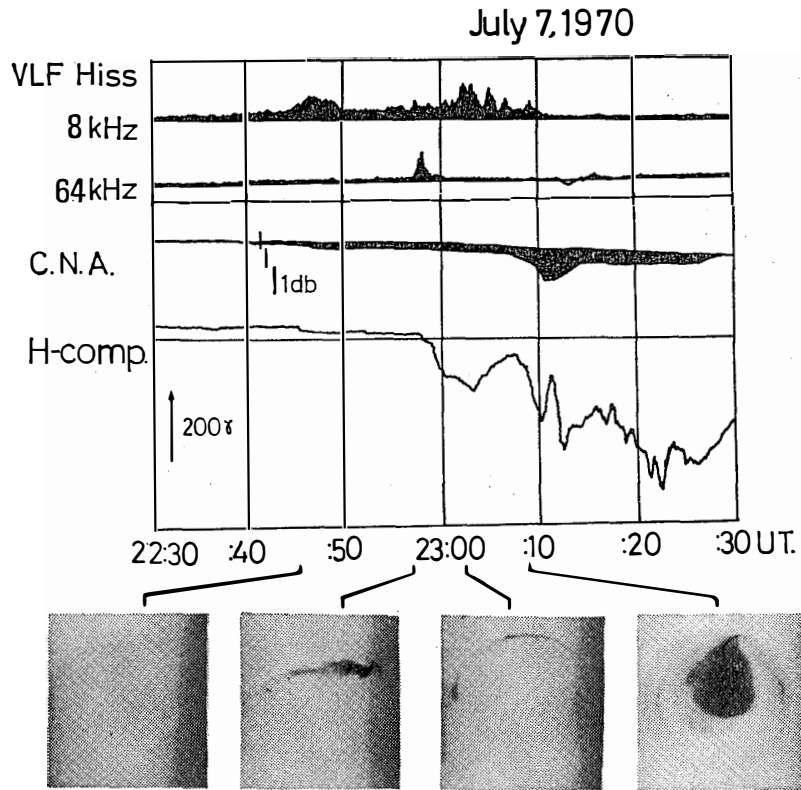 July 7, 1970
VLF Hiss
8 kHz
64 kHz
C.N.A.
1db
H-comp.
200γ
22:30 :40 :50 23:00 :10 :20 :30 UT.